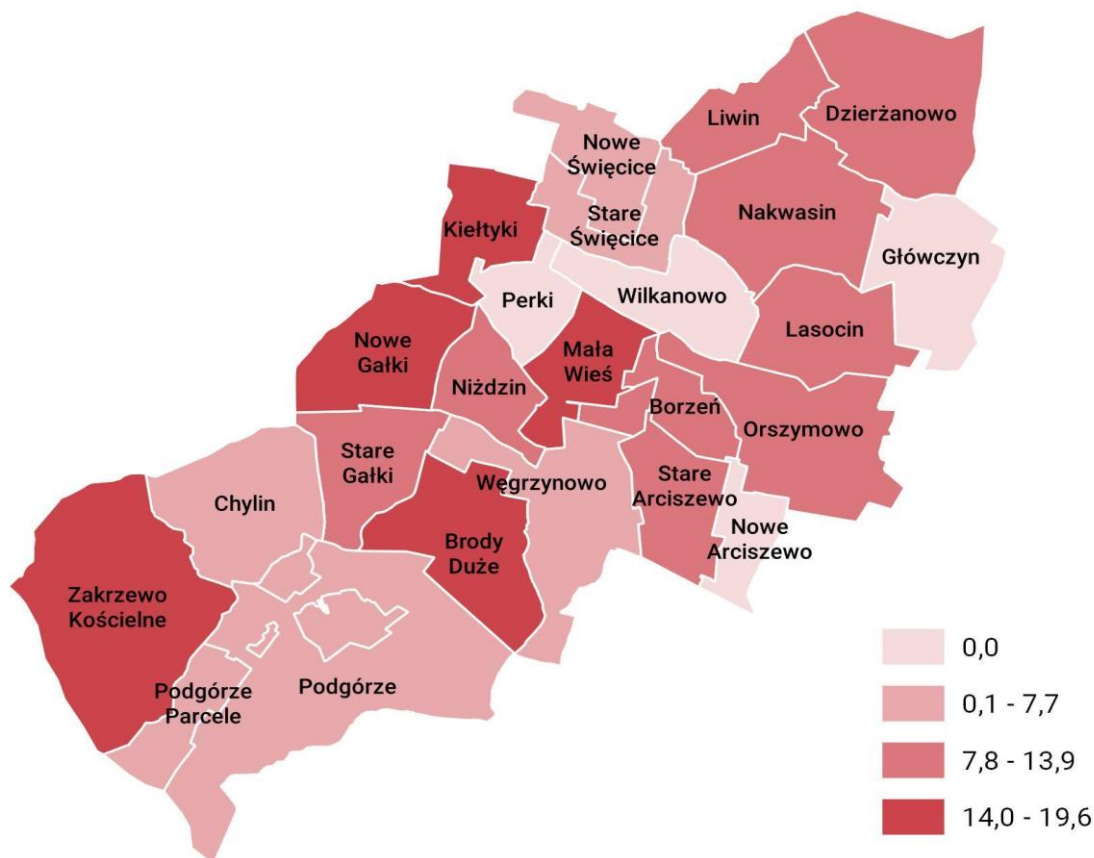 Liwin
Dzierżanowo
Nowe
Święcice
Nakwasin
Stare
Święcice
Kiełtyki
Główczyn
Perki
Wilkanowo
Lasocin
Nowe
Gałki
Mała
Wieś
Niżdzin
Borzeń
Orszymowo
Stare
Gałki
Stare
Arciszewo
Węgrzynowo
Chylin
Nowe
Arciszewo
Brody
Duże
Zakrzewo
Kościelne
Podgórze
Parcele
Podgórze
0,0
0,1 - 7,7
7,8 - 13,9
14,0 - 19,6